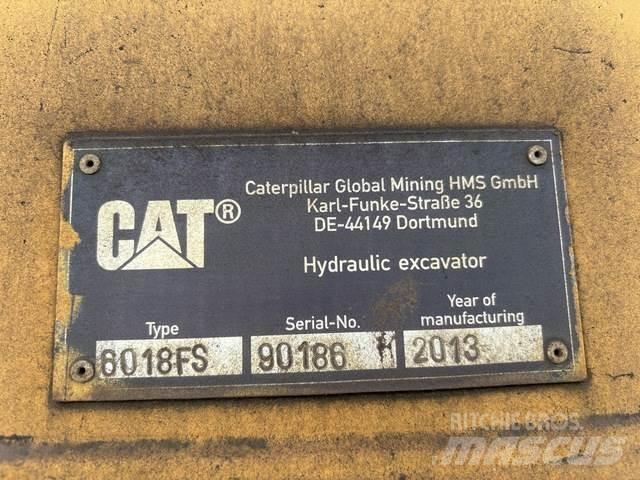 CAT®
Caterpillar Global Mining HMS GmbH
Karl-Funke-Straße 36
DE-44149 Dortmund
Hydraulic excavator
Type
6018FS
Serial-No.
90186 H
Year of
manufacturing
2013
RITCHIE BROS.
MASCUS